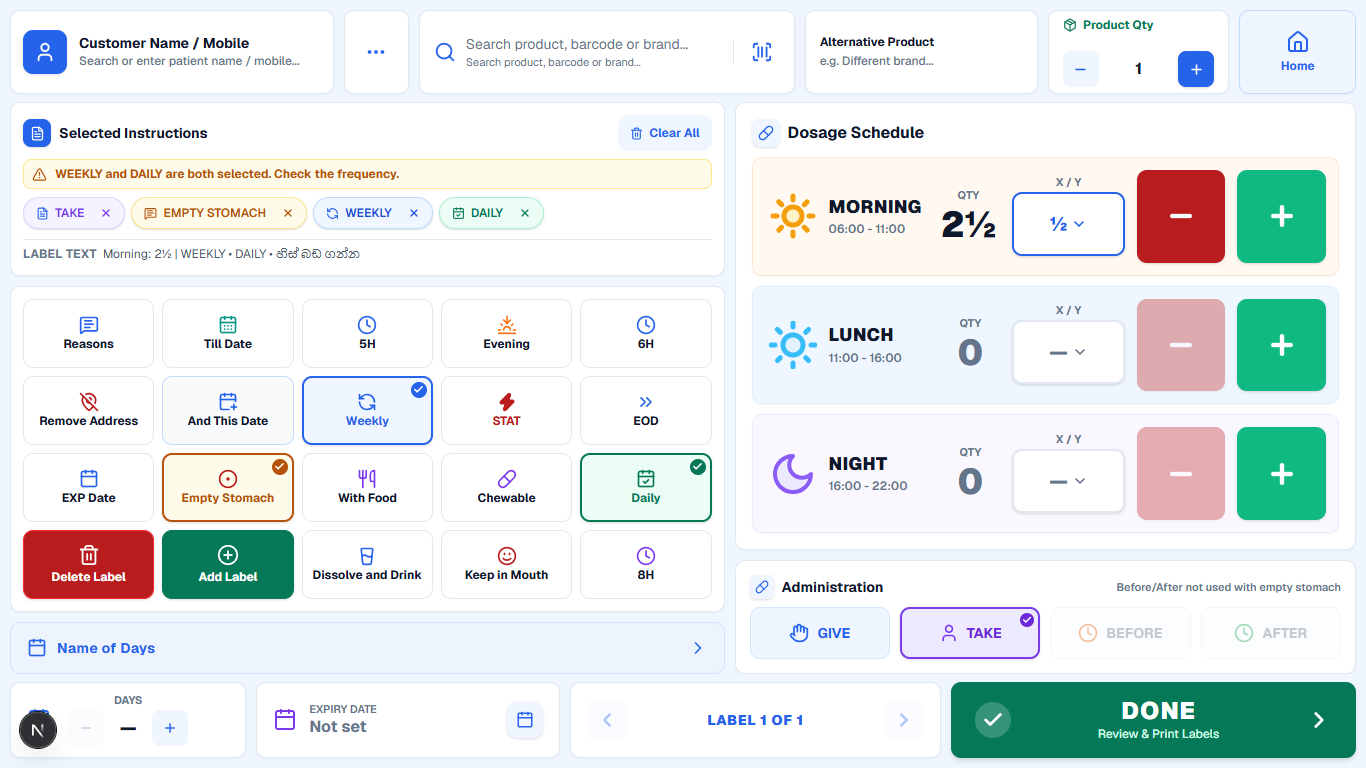 Customer Name / Mobile
Search or enter patient name / mobile...
Search product, barcode or brand...
Search product, barcode or brand...
Alternative Product
e.g. Different brand...
Product Qty
1
Home
Selected Instructions
Clear All
WEEKLY and DAILY are both selected. Check the frequency.
TAKE
EMPTY STOMACH
WEEKLY
DAILY
LABEL TEXT Morning: 2½ | WEEKLY • DAILY • හිස් බඩ ගන්න
Reasons
Till Date
5H
Evening
6H
Remove Address
And This Date
Weekly
STAT
EOD
EXP Date
Empty Stomach
With Food
Chewable
Daily
Delete Label
Add Label
Dissolve and Drink
Keep in Mouth
8H
Name of Days
Dosage Schedule
MORNING
06:00 - 11:00
QTY
2½
X / Y
½
LUNCH
11:00 - 16:00
QTY
0
X / Y
—
NIGHT
16:00 - 22:00
QTY
0
X / Y
—
Administration
Before/After not used with empty stomach
GIVE
TAKE
BEFORE
AFTER
N
DAYS
—
EXPIRY DATE
Not set
LABEL 1 OF 1
DONE
Review & Print Labels